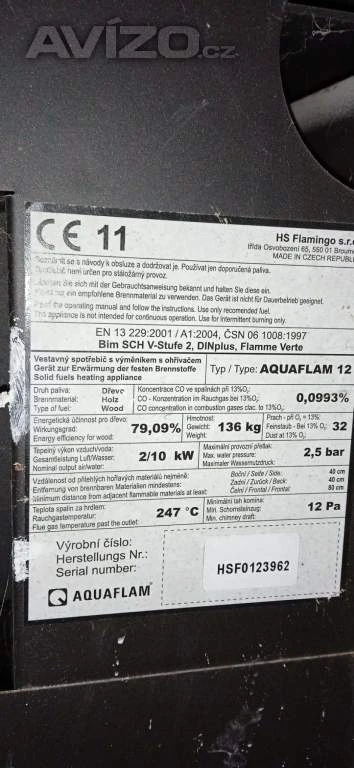 AVÍZO.cz
CE 11
HS Flamingo s.r.o
třída Osvobození 65, 560 01 Broum
MADE IN CZECH REPUBLI
se s návody k obsluze a dodržovat je. Používat jen doporučená paliva.
není určen pro stáložárný provoz.
sie sich mit der Gebrauchsanweisung bekannt und halten Sie diese ein.
nur ein empfohlene Brennmaterial zu verwenden. Das Gerät ist nicht für Dauerbetrieb geeignet.
the operating manual and follow the instructions. Use only recommended fuels.
This appliance is not intended for continuous operation. Use for intermittent burning only.
EN 13 229:2001 / A1:2004, ČSN 06 1008:1997
Bim SCH V-Stufe 2, DINplus, Flamme Verte
Vestavný spotřebič s výměníkem s ohřívačem
Gerät zur Erwärmung der festen Brennstoffe
Solid fuels heating appliance
Typ / Type: AQUAFLAM 12
Druh paliva: Dřevo
Brennmaterial: Holz
Type of fuel: Wood
Koncentrace CO ve spalinách při 13%O₂:
CO - Konzentration im Rauchgas bei 13%O₂:
CO concentration in combustion gases clac. to 13%O₂:
0,0993%
Energetická účinnost pro dřevo:
Wirkungsgrad:
Energy efficiency for wood:
79,09%
Hmotnost:
Gewicht:
Weight:
136 kg
Prach - při O₂ = 13%:
Feinstaub - Bei 13% O₂:
Dust at 13% O₂:
32
Tepelný výkon vzduch/voda:
Gesamtleistung Luft/Wasser:
Nominal output air/water:
2/10 kW
Maximální provozní přetlak:
Max. water pressure:
Maximaler Wasserdruck:
2,5 bar
Vzdálenost od přilehlých hořlavých materiálů nejméně:
Entfernung von brennbaren Materialien mindestens:
Minimum distance from adjacent flammable materials at least:
Boční / Seite / Side: 40 cm
Zadní / Zurück / Back: 40 cm
Čelní / Frontal / Frontal: 80 cm
Teplota spalin za hrdlem:
Rauchgastemperatur:
Flue gas temperature past the outlet:
247 °C
Minimální tah komína:
Min. Schornsteinzug:
Min. chimney draft:
12 Pa
Výrobní číslo:
Herstellungs Nr.:
Serial number:
HSF0123962
AQUAFLAM®